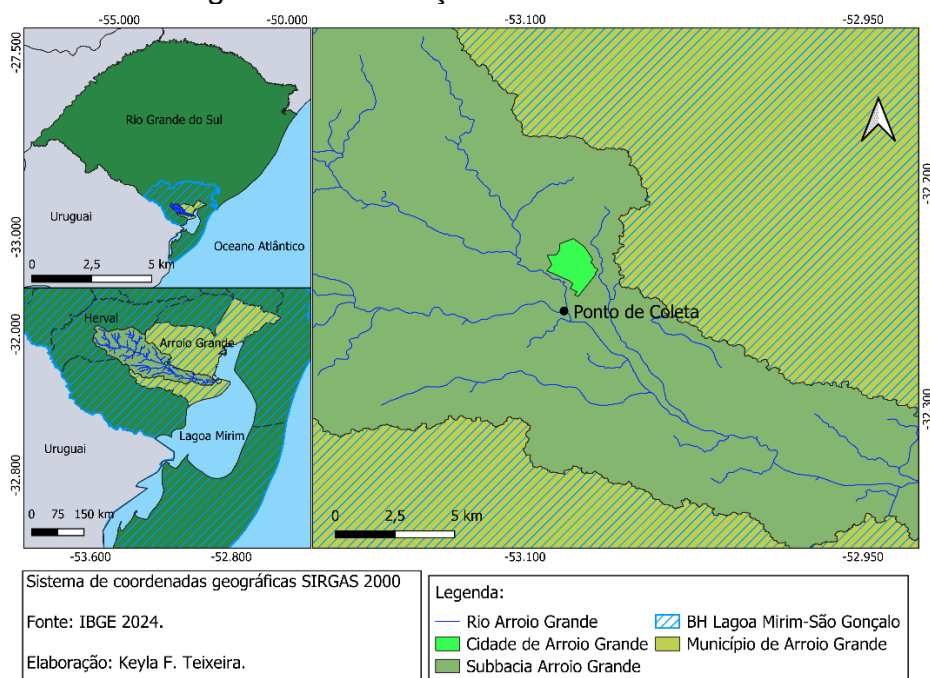 -55.000
-50.000
-53.100
-52.950
-27.500
Rio Grande do Sul
-32.200
Uruguai
-33.000
Oceano Atlântico
0 2,5 5 km
Ponto de Coleta
Herval
-32.000
Arroio Grande
-32.300
Lagoa Mirim
Uruguai
-32.800
0 75 150 km
0 2,5 5 km
-53.600
-52.800
-53.100
-52.950
Sistema de coordenadas geográficas SIRGAS 2000
Fonte: IBGE 2024.
Elaboração: Keyla F. Teixeira.
Legenda:
Rio Arroio Grande
BH Lagoa Mirim-São Gonçalo
Cidade de Arroio Grande
Município de Arroio Grande
Subbacia Arroio Grande